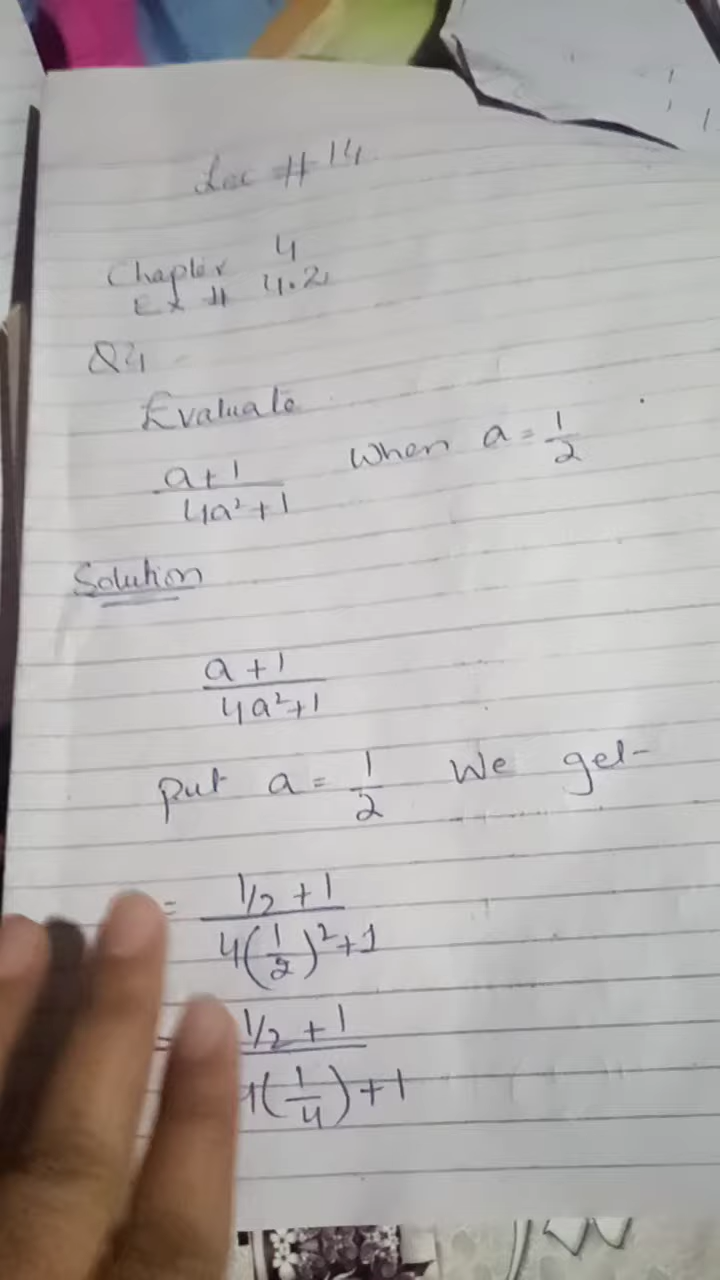 Lec # 14
Chapter 4
Ex # 4.2
Q4
Evaluate
a+1 / 4a²+1 When a = 1/2
Solution
a+1 / 4a²+1
put a = 1/2 We get
= 1/2 + 1 / 4(1/2)² + 1
= 1/2 + 1 / 4(1/4) + 1